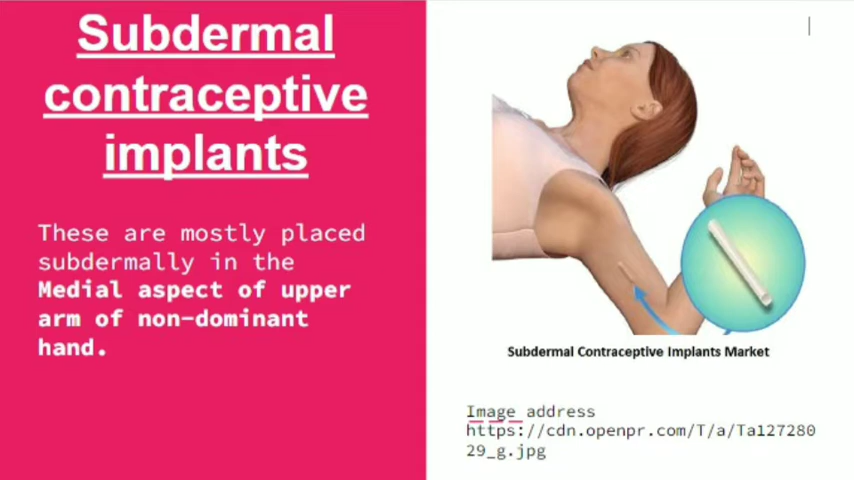 Subdermal
contraceptive
implants
These are mostly placed
subdermally in the
Medial aspect of upper
arm of non-dominant
hand.
Subdermal Contraceptive Implants Market
Image address
https://cdn.openpr.com/T/a/Ta127280
29_g.jpg